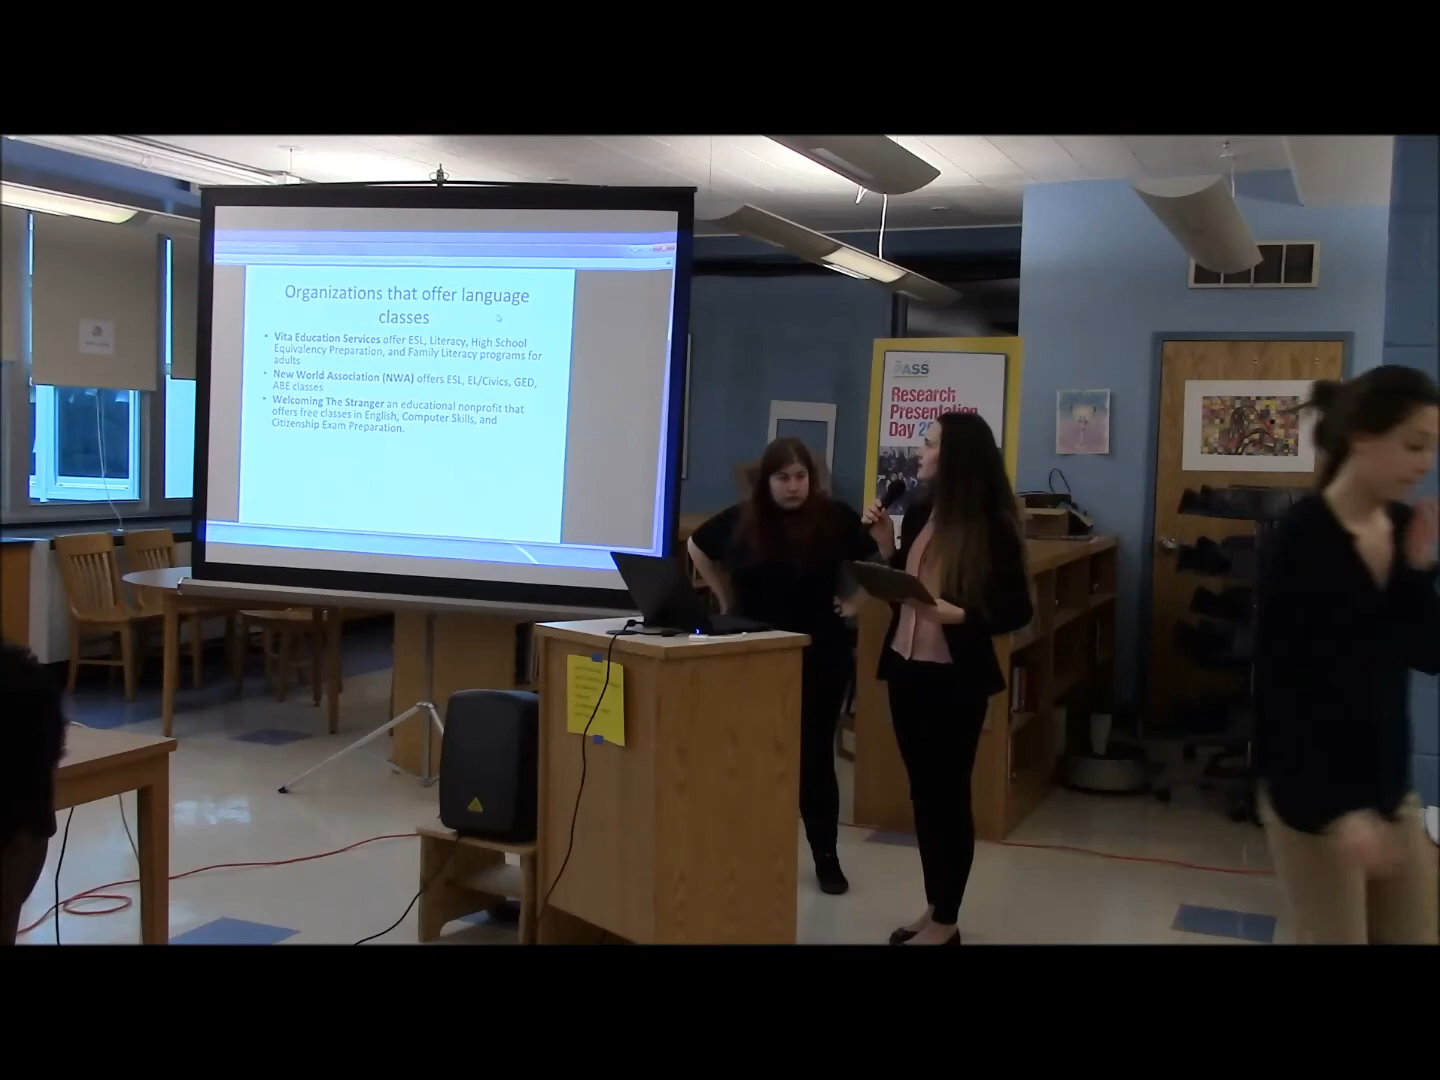 Organizations that offer language
classes
• Vita Education Services offer ESL, Literacy, High School
Equivalency Preparation, and Family Literacy programs for
adults
• New World Association (NWA) offers ESL, EL/Civics, GED,
ABE classes
• Welcoming The Stranger an educational nonprofit that
offers free classes in English, Computer Skills, and
Citizenship Exam Preparation.
PASS
Research
Presentation
Day